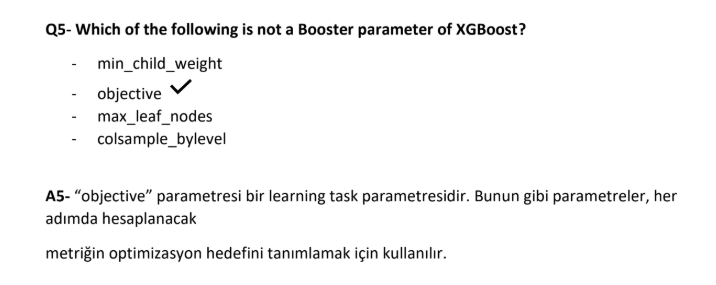 Q5- Which of the following is not a Booster parameter of XGBoost?
- min_child_weight
- objective ✓
- max_leaf_nodes
- colsample_bylevel
A5- “objective” parametresi bir learning task parametresidir. Bunun gibi parametreler, her
adımda hesaplanacak
metriğin optimizasyon hedefini tanımlamak için kullanılır.